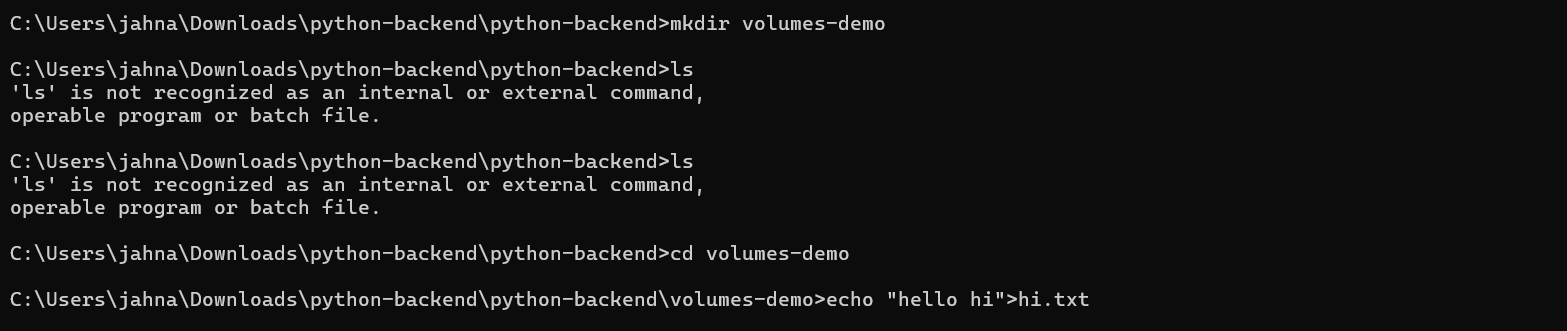 C:\Users\jahna\Downloads\python-backend\python-backend>mkdir volumes-demo
C:\Users\jahna\Downloads\python-backend\python-backend>ls
'ls' is not recognized as an internal or external command,
operable program or batch file.
C:\Users\jahna\Downloads\python-backend\python-backend>ls
'ls' is not recognized as an internal or external command,
operable program or batch file.
C:\Users\jahna\Downloads\python-backend\python-backend>cd volumes-demo
C:\Users\jahna\Downloads\python-backend\python-backend\volumes-demo>echo "hello hi">hi.txt